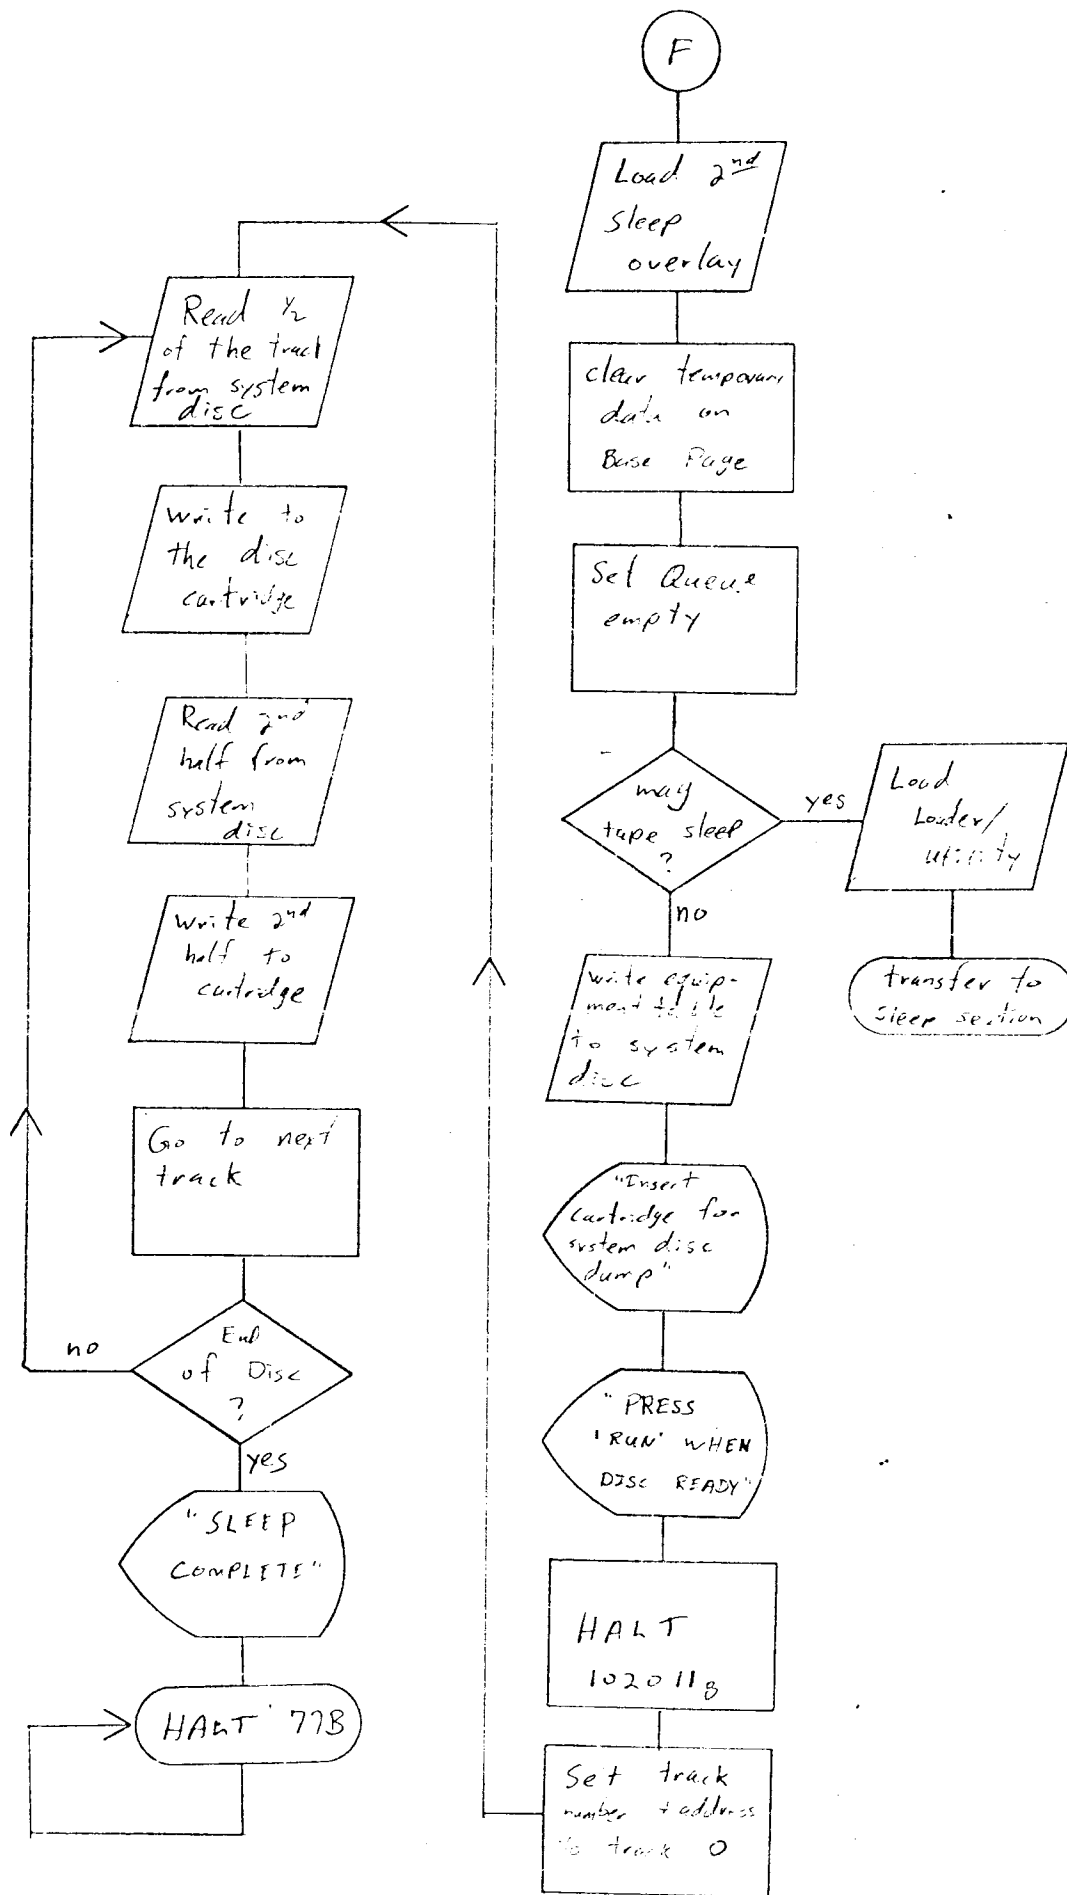 F
Load 2nd
sleep
overlay
clear temporary
data on
Base Page
Set Queue
empty
may
tape sleep
?
yes
Load
Loader/
utility
transfer to
Sleep section
no
write equip-
ment table
to system
disc
"Insert
cartridge for
system disc
dump"
"PRESS
'RUN' WHEN
DISC READY"
HALT
1020118
Set track
number + address
to track 0
Read 1/2
of the track
from system
disc
write to
the disc
cartridge
Read 2nd
half from
system
disc
Write 2nd
half to
cartridge
Go to next
track
End
of Disc
?
no
yes
"SLEEP
COMPLETE"
HALT 77B